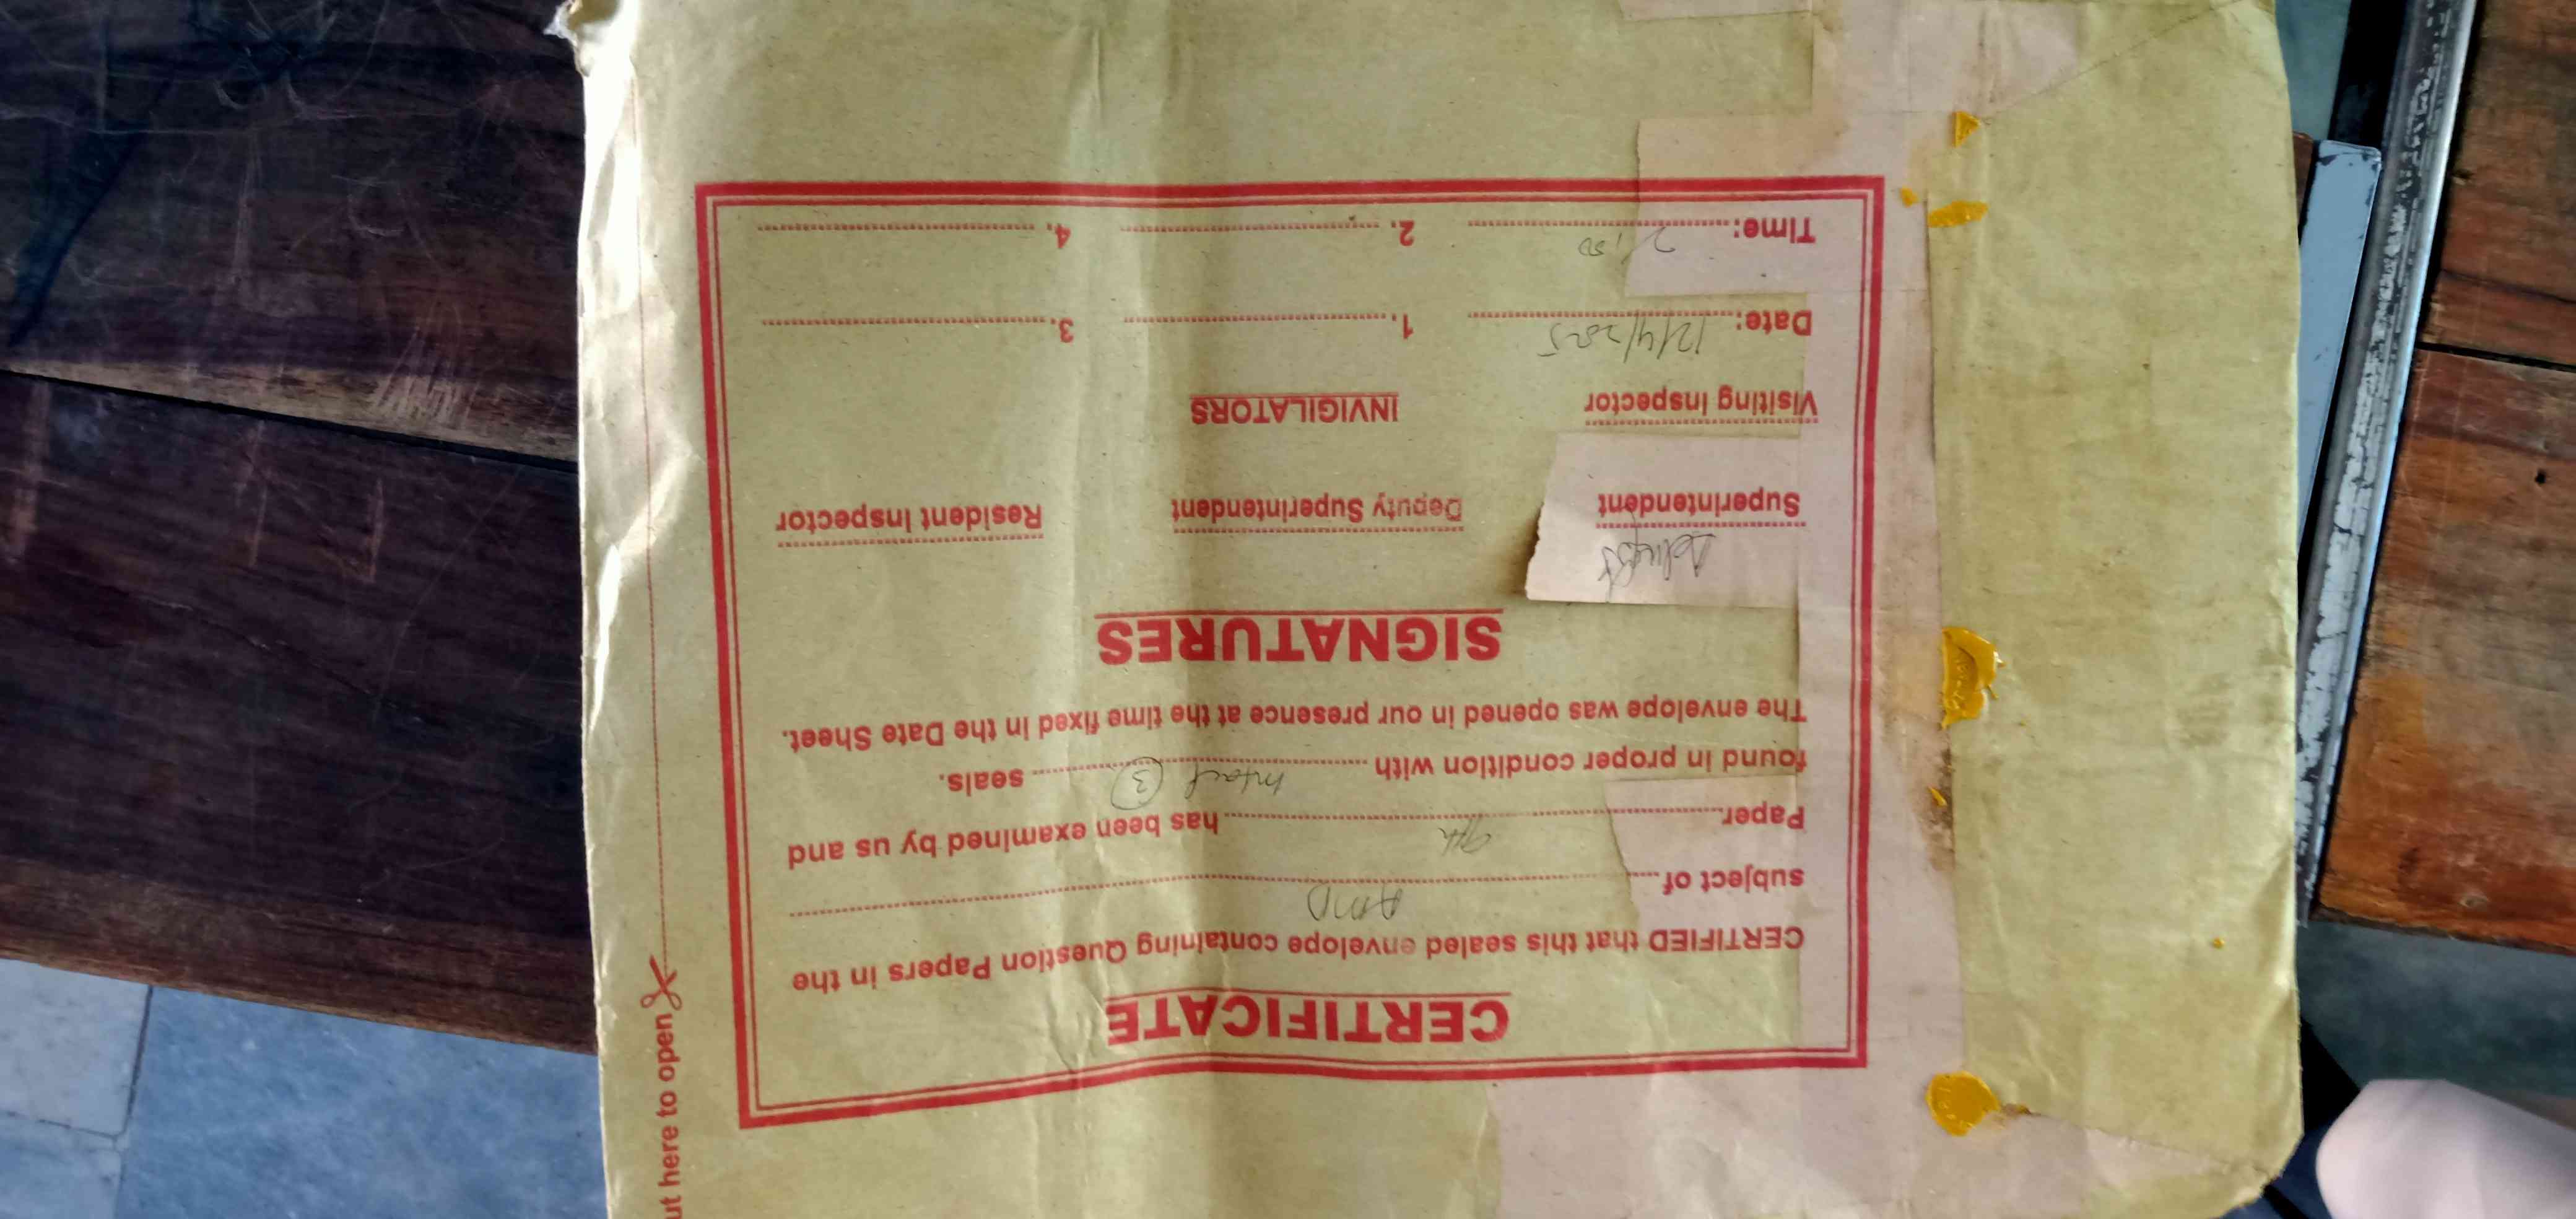 CERTIFICATE
CERTIFIED that this sealed envelope containing Question Papers in the
subject of AMD
Paper 9th has been examined by us and
found in proper condition with Intact (3) seals.
The envelope was opened in our presence at the time fixed in the Date Sheet.
SIGNATURES
Superintendent Deputy Superintendent Resident Inspector
Visiting Inspector INVIGILATORS
Date: 12/4/2025 1. 3.
Time: 2. 4.
ut here to open